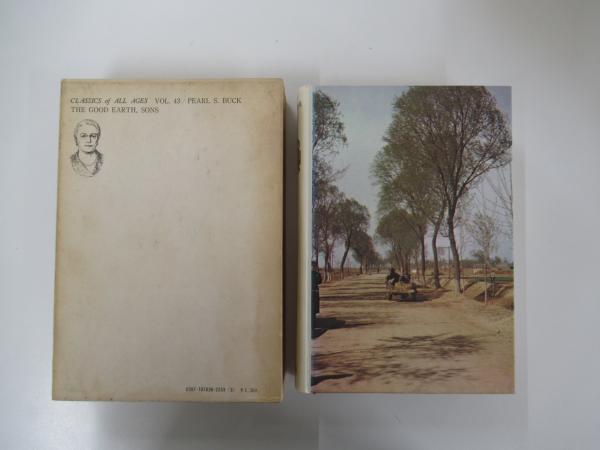 CLASSICS of ALL AGES VOL. 43 / PEARL S. BUCK
THE GOOD EARTH, SONS